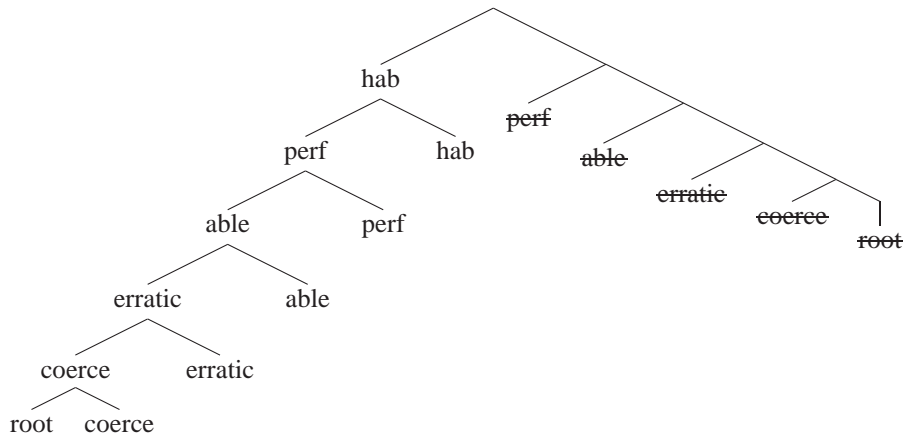 hab
perf
perf hab
able
able perf
erratic
erratic able
coerce
coerce erratic
root
root coerce